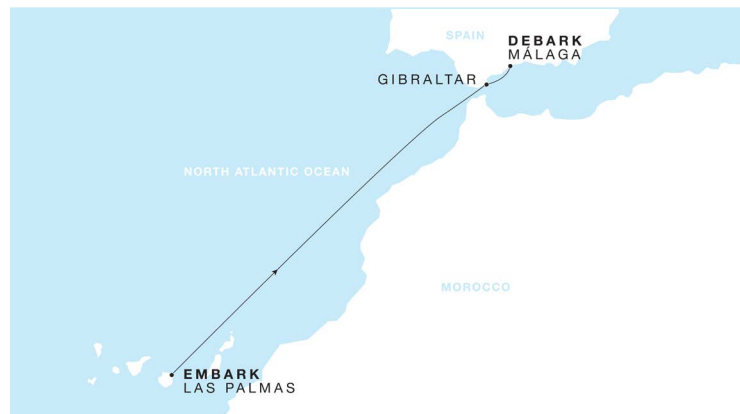 SPAIN
DEBARK
MÁLAGA
GIBRALTAR
NORTH ATLANTIC OCEAN
MOROCCO
EMBARK
LAS PALMAS